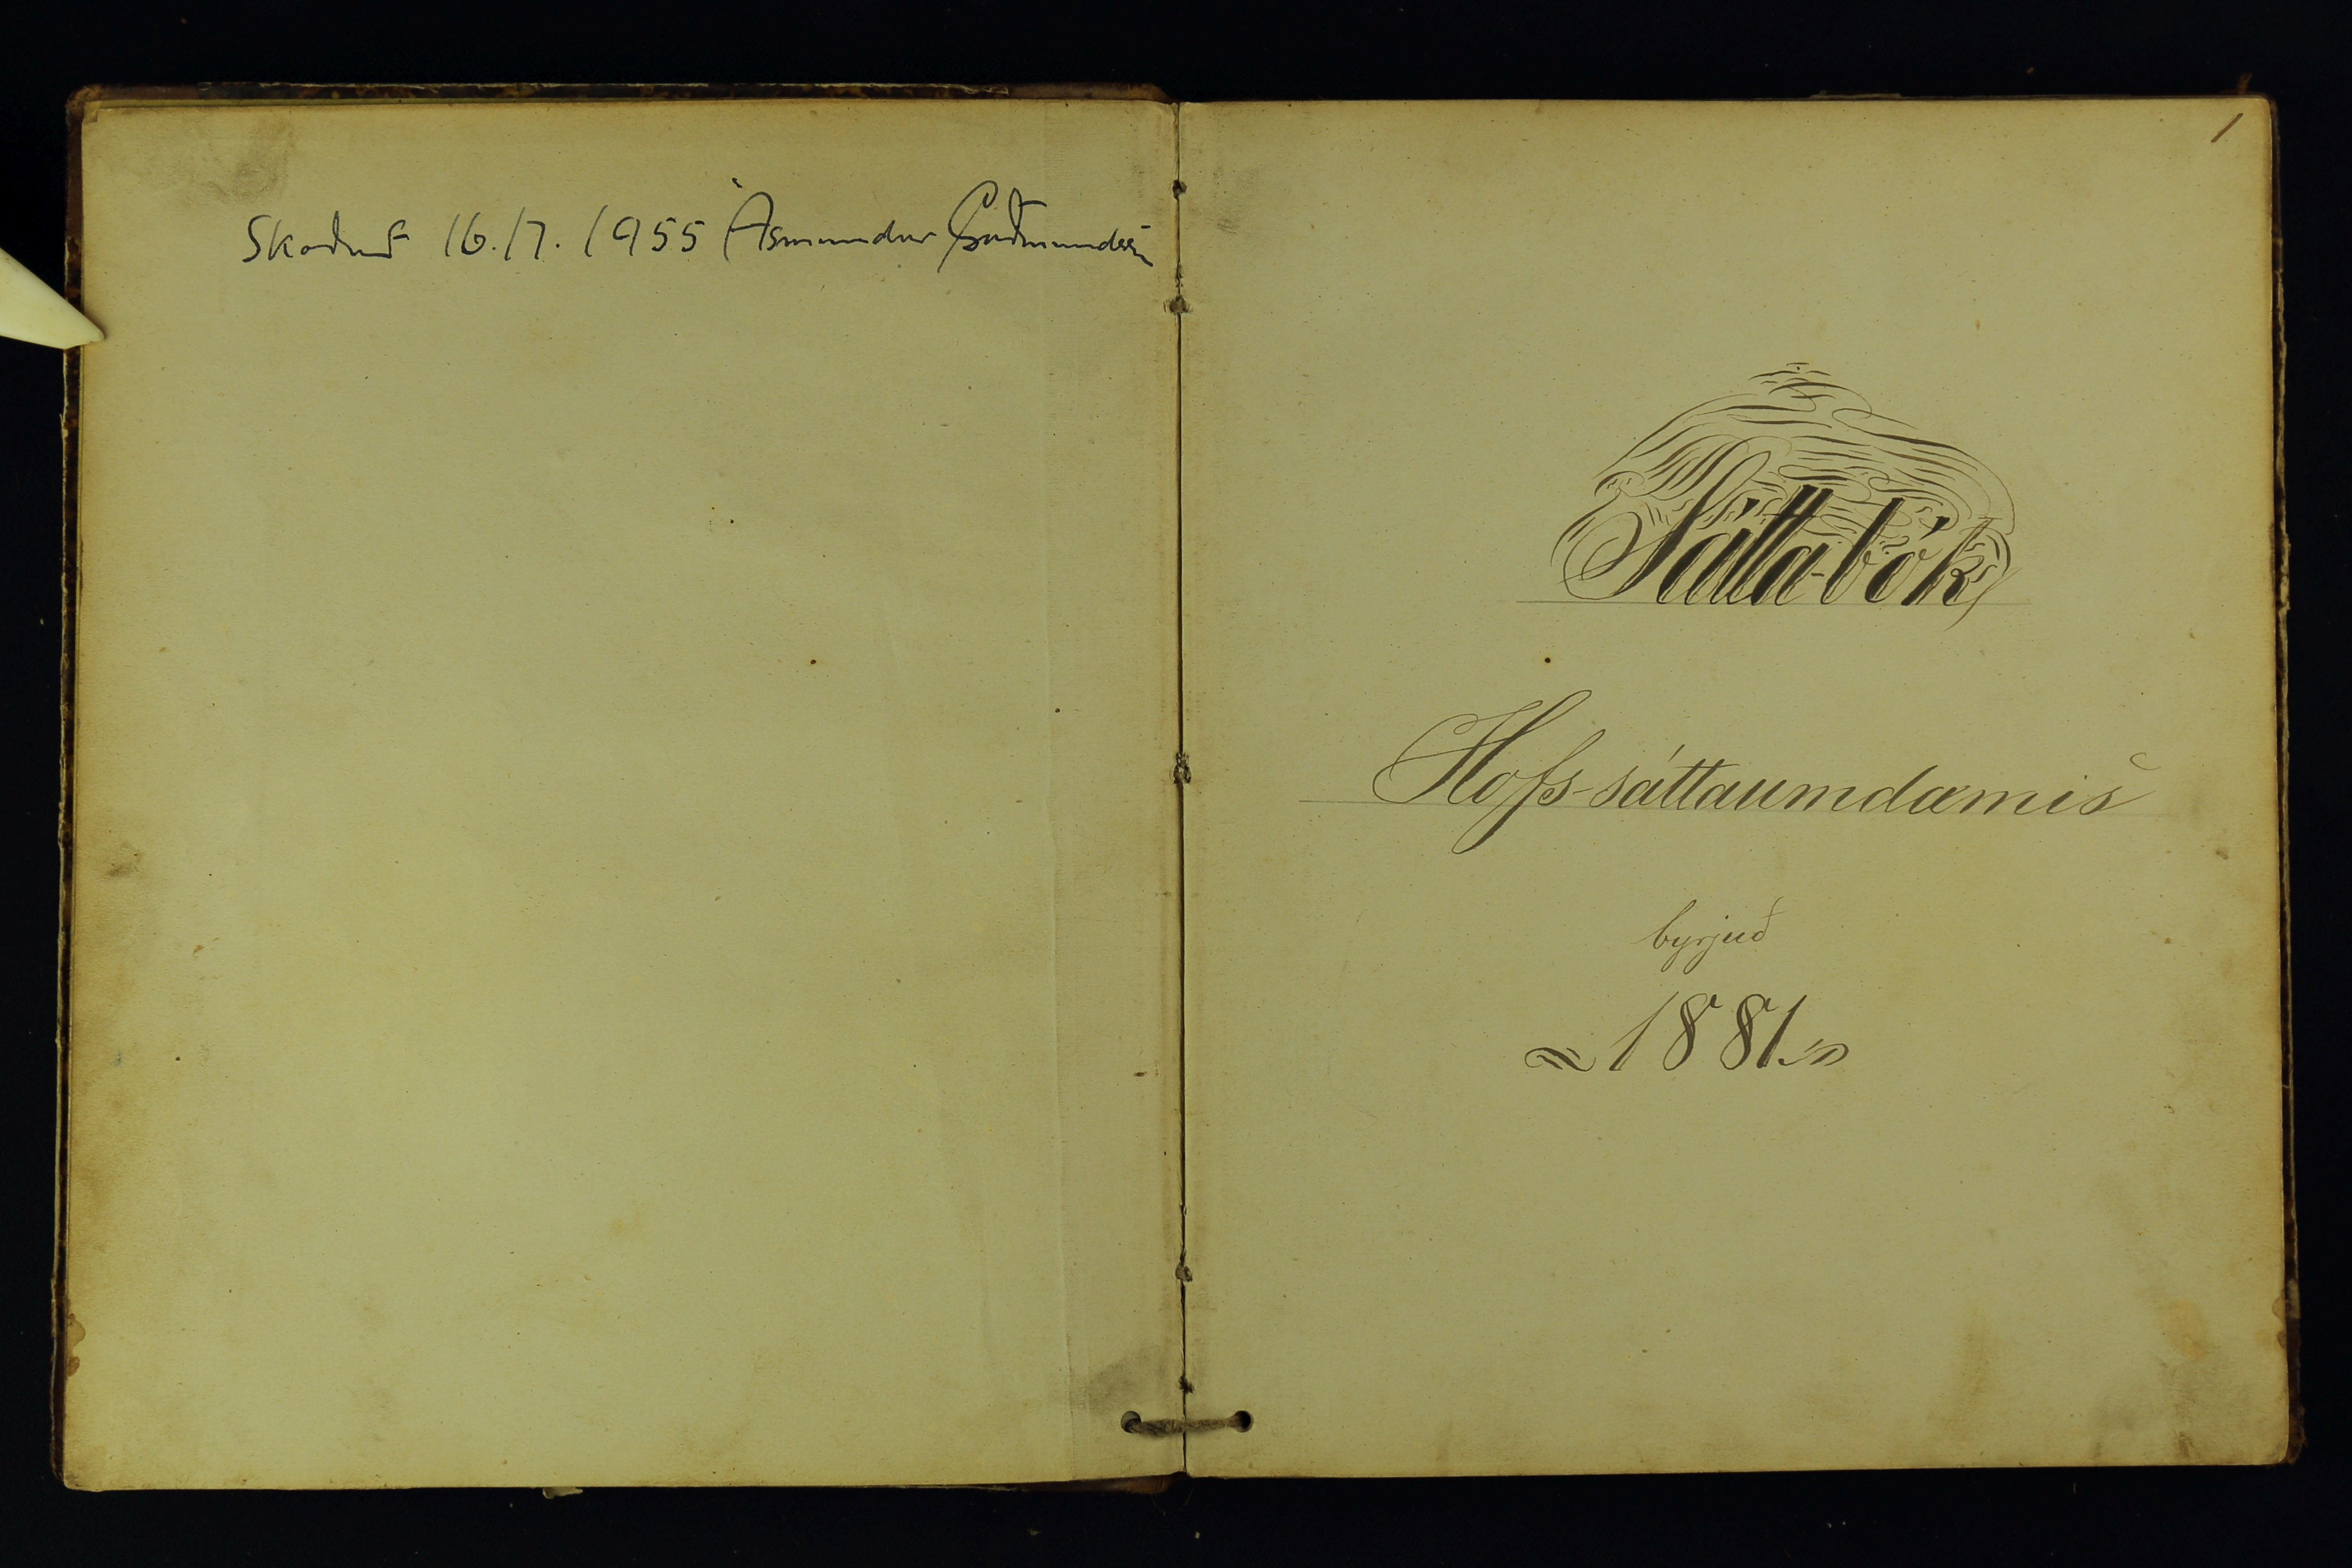 Skoðuð 16./7. 1955 Ásmundur Guðmundsson
1
Sátta-bók
Hofs-sáttaumdæmis
byrjuð
1881.